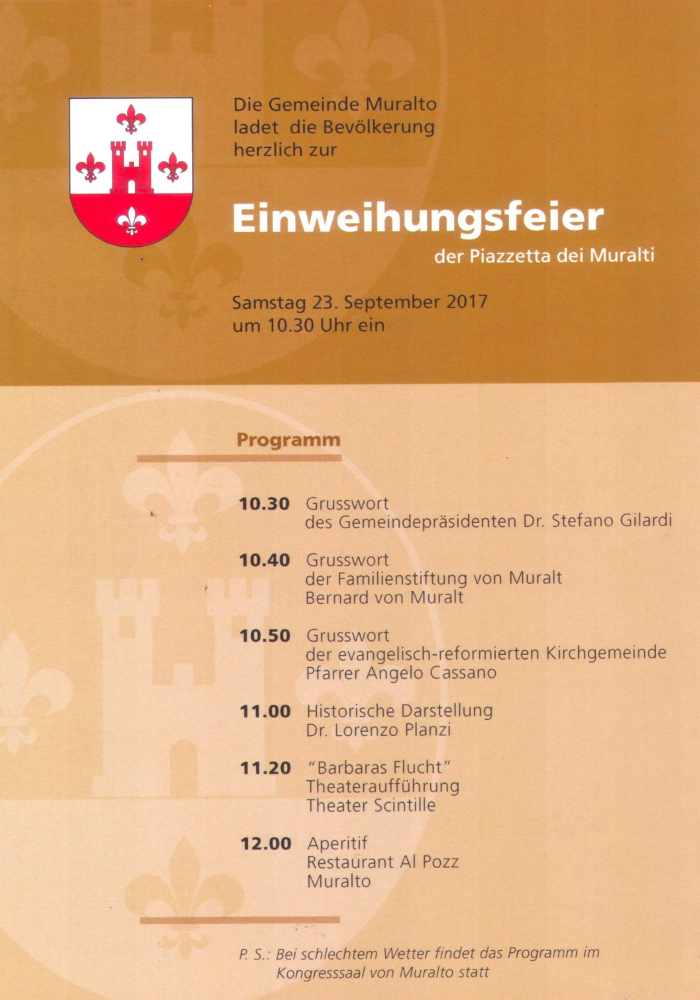 Die Gemeinde Muralto
ladet die Bevölkerung
herzlich zur
Einweihungsfeier
der Piazzetta dei Muralti
Samstag 23. September 2017
um 10.30 Uhr ein
Programm
10.30 Grusswort
des Gemeindepräsidenten Dr. Stefano Gilardi
10.40 Grusswort
der Familienstiftung von Muralt
Bernard von Muralt
10.50 Grusswort
der evangelisch-reformierten Kirchgemeinde
Pfarrer Angelo Cassano
11.00 Historische Darstellung
Dr. Lorenzo Planzi
11.20 “Barbaras Flucht”
Theateraufführung
Theater Scintille
12.00 Aperitif
Restaurant Al Pozz
Muralto
P. S.: Bei schlechtem Wetter findet das Programm im
Kongresssaal von Muralto statt